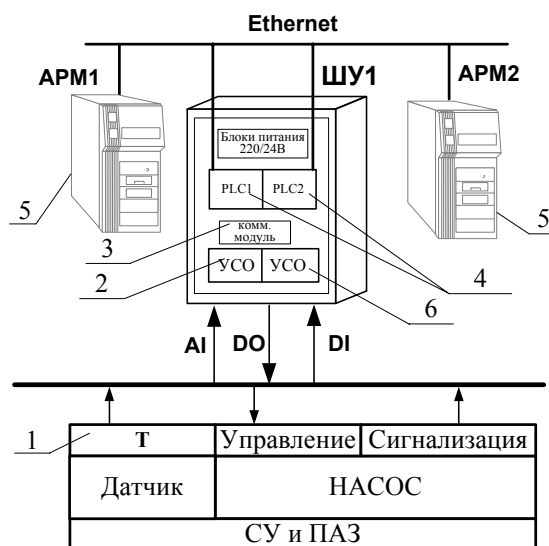 Ethernet
АРМ1
ШУ1
АРМ2
Блоки питания
220/24В
PLC1
PLC2
5
5
3
комм.
модуль
4
2
УСО
УСО
6
AI
DO
DI
1
Т
Управление
Сигнализация
Датчик
НАСОС
СУ и ПАЗ